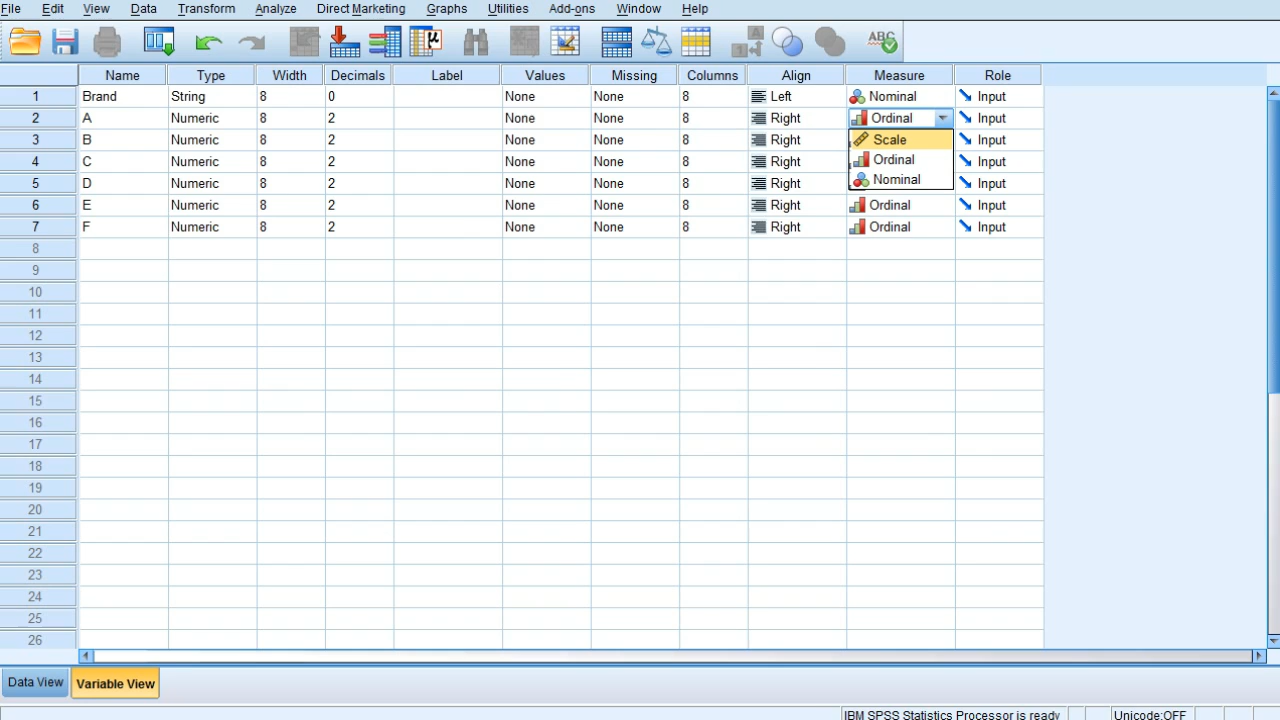 File Edit View Data Transform Analyze Direct Marketing Graphs Utilities Add-ons Window Help
A
1 A
ABC
μ
Name Type Width Decimals Label Values Missing Columns Align Measure Role
1 Brand String 8 0 None None 8 Left Nominal Input
2 A Numeric 8 2 None None 8 Right Ordinal Input
3 B Numeric 8 2 None None 8 Right Scale Input
4 C Numeric 8 2 None None 8 Right Ordinal Input
5 D Numeric 8 2 None None 8 Right Nominal Input
6 E Numeric 8 2 None None 8 Right Ordinal Input
7 F Numeric 8 2 None None 8 Right Ordinal Input
8
9
10
11
12
13
14
15
16
17
18
19
20
21
22
23
24
25
26
Data View Variable View
IBM SPSS Statistics Processor is ready Unicode:OFF